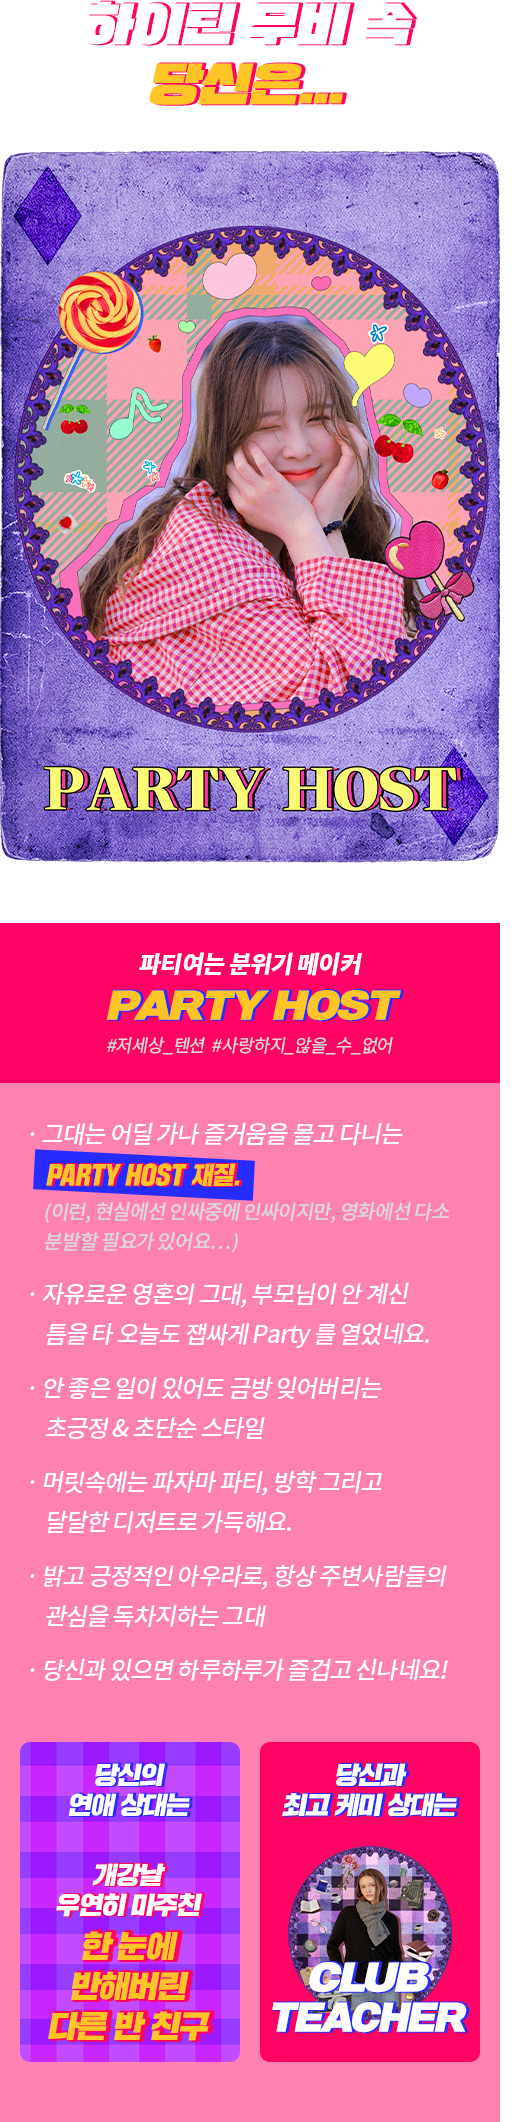 하이틴 무비 속
당신은...
PARTY HOST
파티여는 분위기 메이커
PARTY HOST
#저세상_텐션 #사랑하지_않을_수_없어
· 그대는 어딜 가나 즐거움을 몰고 다니는
PARTY HOST 재질.
(이런, 현실에선 인싸중에 인싸이지만, 영화에선 다소
분발할 필요가 있어요...)
· 자유로운 영혼의 그대, 부모님이 안 계신
틈을 타 오늘도 잽싸게 Party 를 열었네요.
· 안 좋은 일이 있어도 금방 잊어버리는
초긍정 & 초단순 스타일
· 머릿속에는 파자마 파티, 방학 그리고
달달한 디저트로 가득해요.
· 밝고 긍정적인 아우라로, 항상 주변사람들의
관심을 독차지하는 그대
· 당신과 있으면 하루하루가 즐겁고 신나네요!
당신의
연애 상대는
개강날
우연히 마주친
한 눈에
반해버린
다른 반 친구
당신과
최고 케미 상대는
CLUB
TEACHER